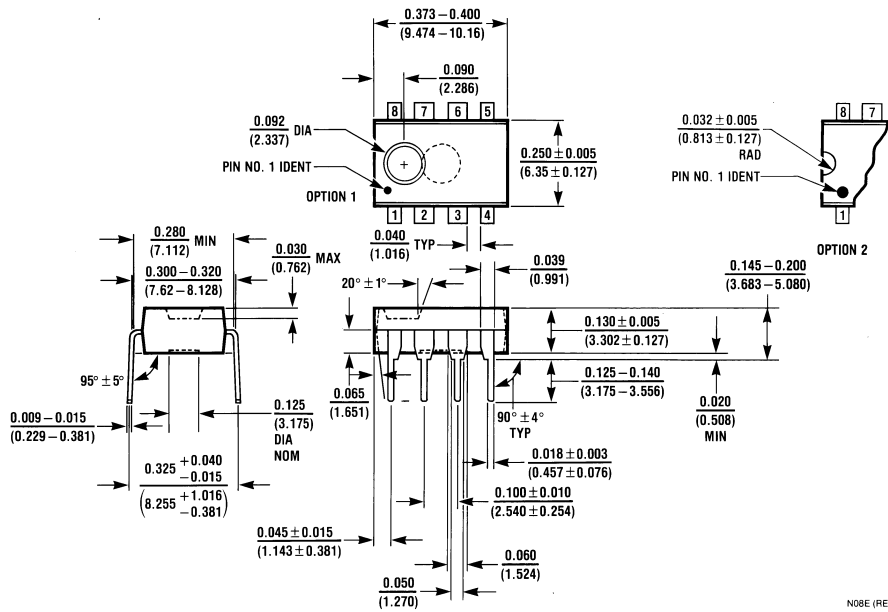 0.373 – 0.400
(9.474 – 10.16)
0.090
(2.286)
8 7 6 5
0.092 DIA
(2.337)
PIN NO. 1 IDENT
OPTION 1
0.250 ± 0.005
(6.35 ± 0.127)
1 2 3 4
8 7
0.032 ± 0.005
(0.813 ± 0.127)
RAD
PIN NO. 1 IDENT
1
OPTION 2
0.280 MIN
(7.112)
0.300 – 0.320
(7.62 – 8.128)
0.030 MAX
(0.762)
0.040 TYP
(1.016)
20° ± 1°
0.039
(0.991)
0.145 – 0.200
(3.683 – 5.080)
0.130 ± 0.005
(3.302 ± 0.127)
95° ± 5°
0.009 – 0.015
(0.229 – 0.381)
0.125
(3.175)
DIA
NOM
0.065
(1.651)
0.125 – 0.140
(3.175 – 3.556)
90° ± 4°
TYP
0.020
(0.508)
MIN
0.325 +0.040 −0.015
(8.255 +1.016 −0.381)
0.018 ± 0.003
(0.457 ± 0.076)
0.100 ± 0.010
(2.540 ± 0.254)
0.045 ± 0.015
(1.143 ± 0.381)
0.060
(1.524)
0.050
(1.270)
N08E (RE